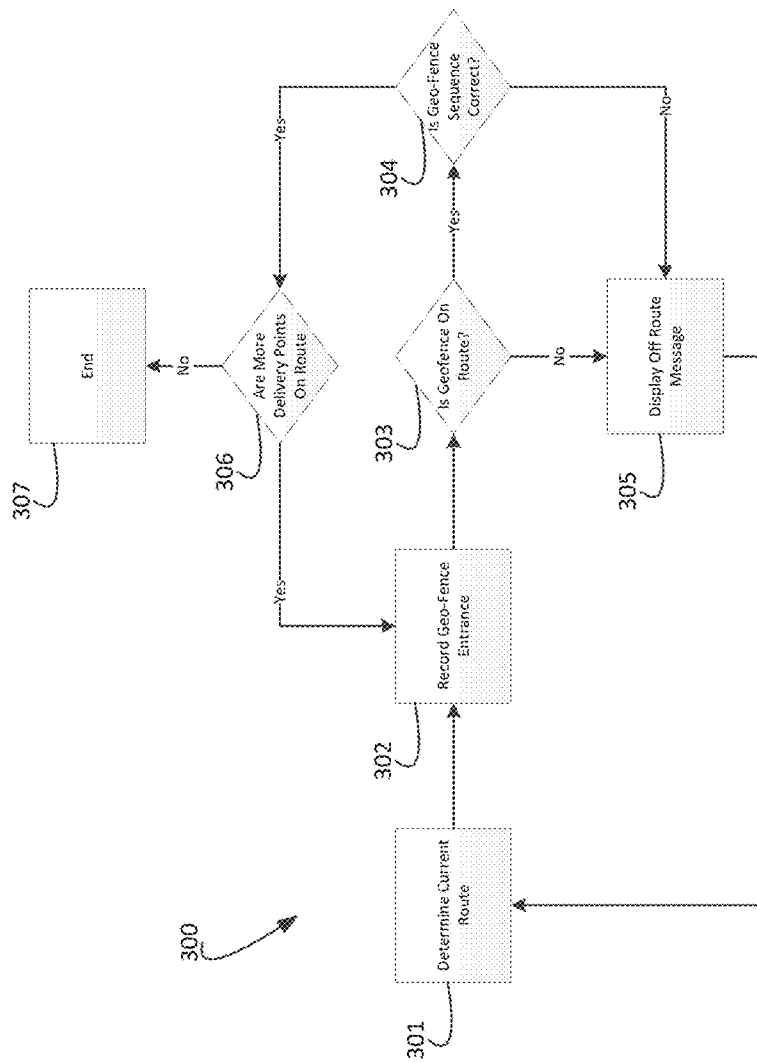 300
301
Determine Current
Route
302
Record Geo-Fence
Entrance
303
Is Geofence On
Route?
Yes
No
304
Is Geo-Fence
Sequence
Correct?
Yes
No
305
Display Off Route
Message
306
Are More
Delivery Points
On Route
Yes
No
307
End